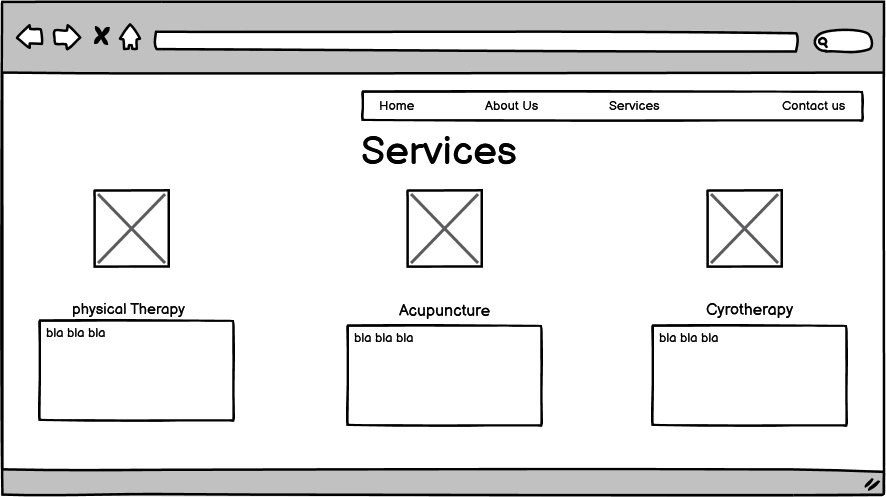 Home About Us Services Contact us
Services
physical Therapy Acupuncture Cyrotherapy
bla bla bla bla bla bla bla bla bla